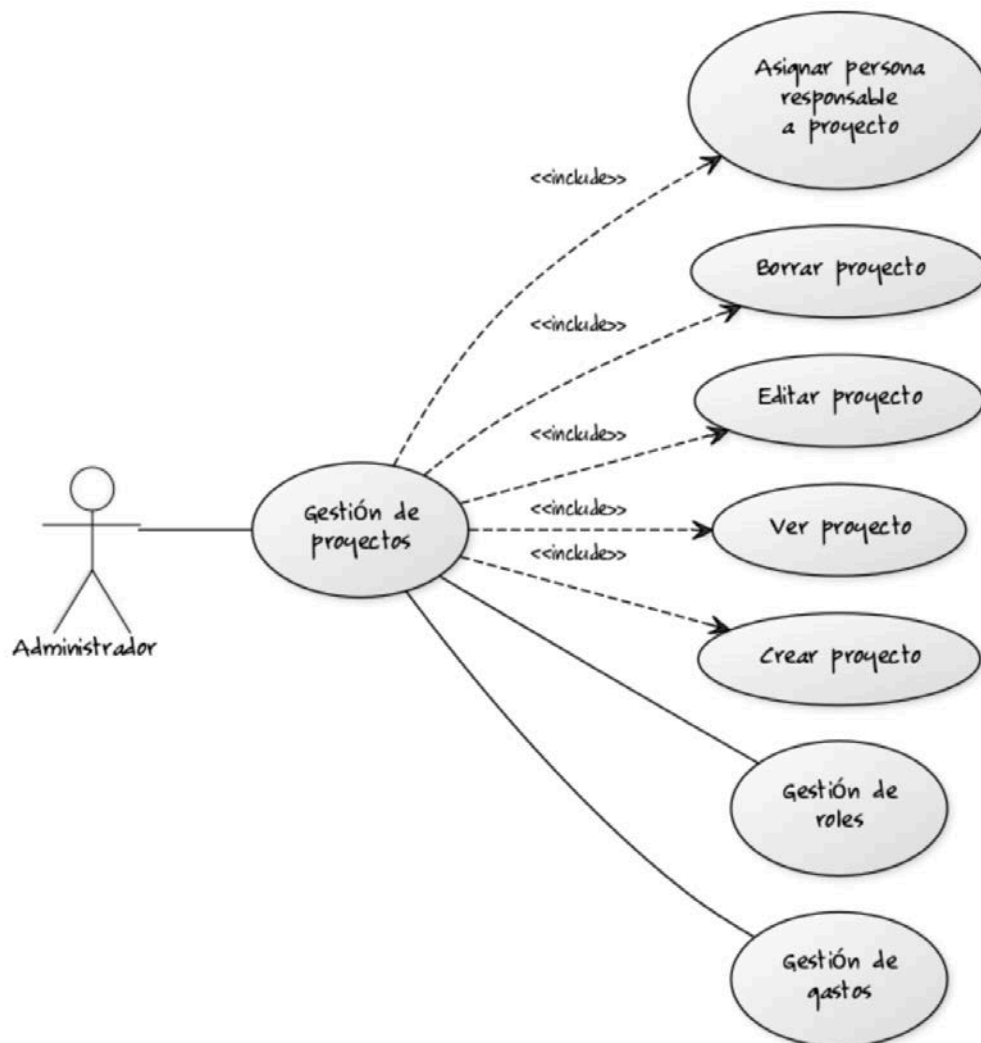 Asignar persona
responsable
a proyecto
<<include>>
Borrar proyecto
<<include>>
Editar proyecto
<<include>>
Gestión de
proyectos
<<include>>
Ver proyecto
<<include>>
Crear proyecto
Administrador
Gestión de
roles
Gestión de
gastos